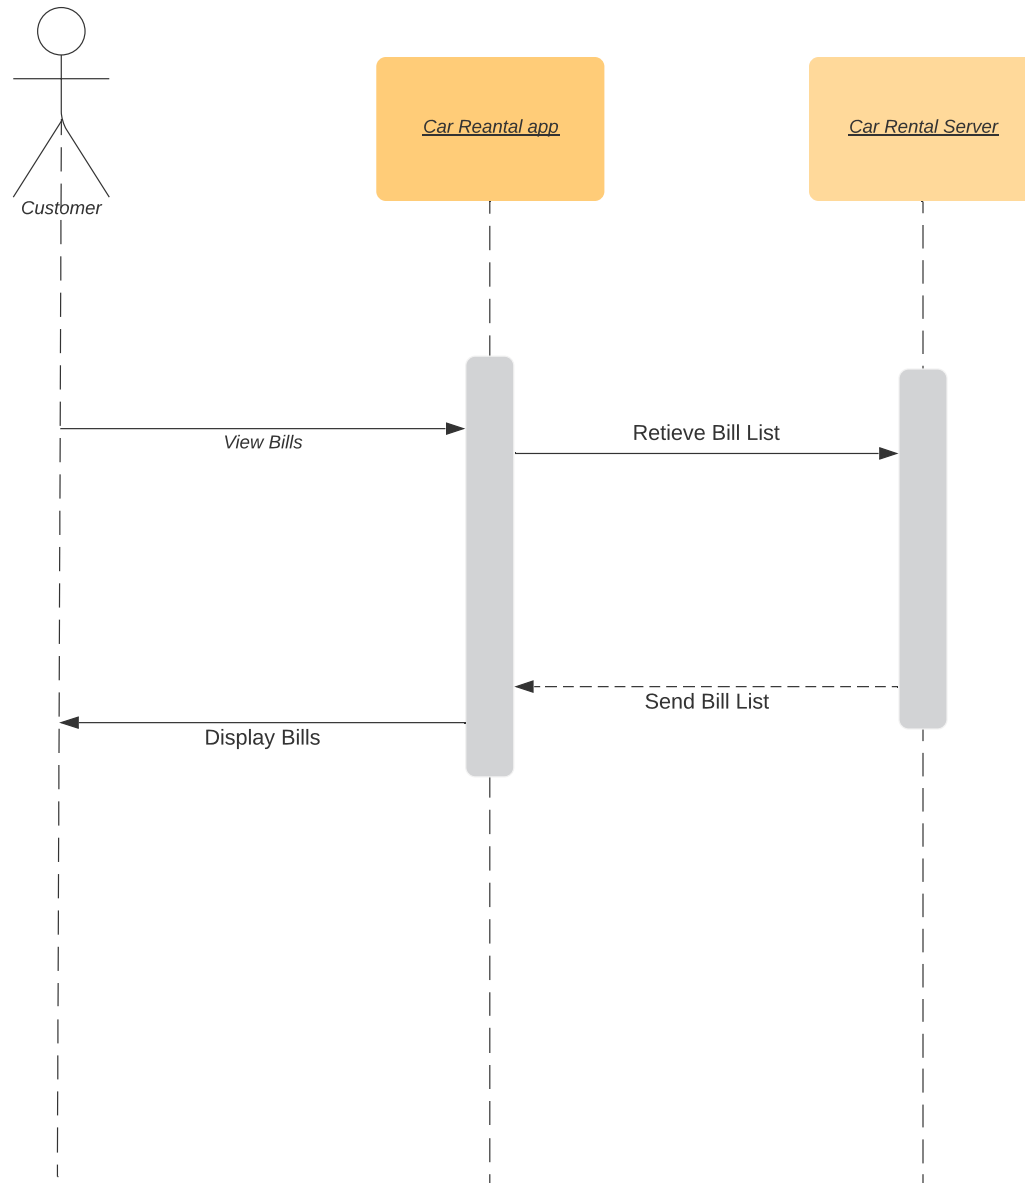 Car Reantal app
Car Rental Server
Customer
View Bills
Retieve Bill List
Send Bill List
Display Bills